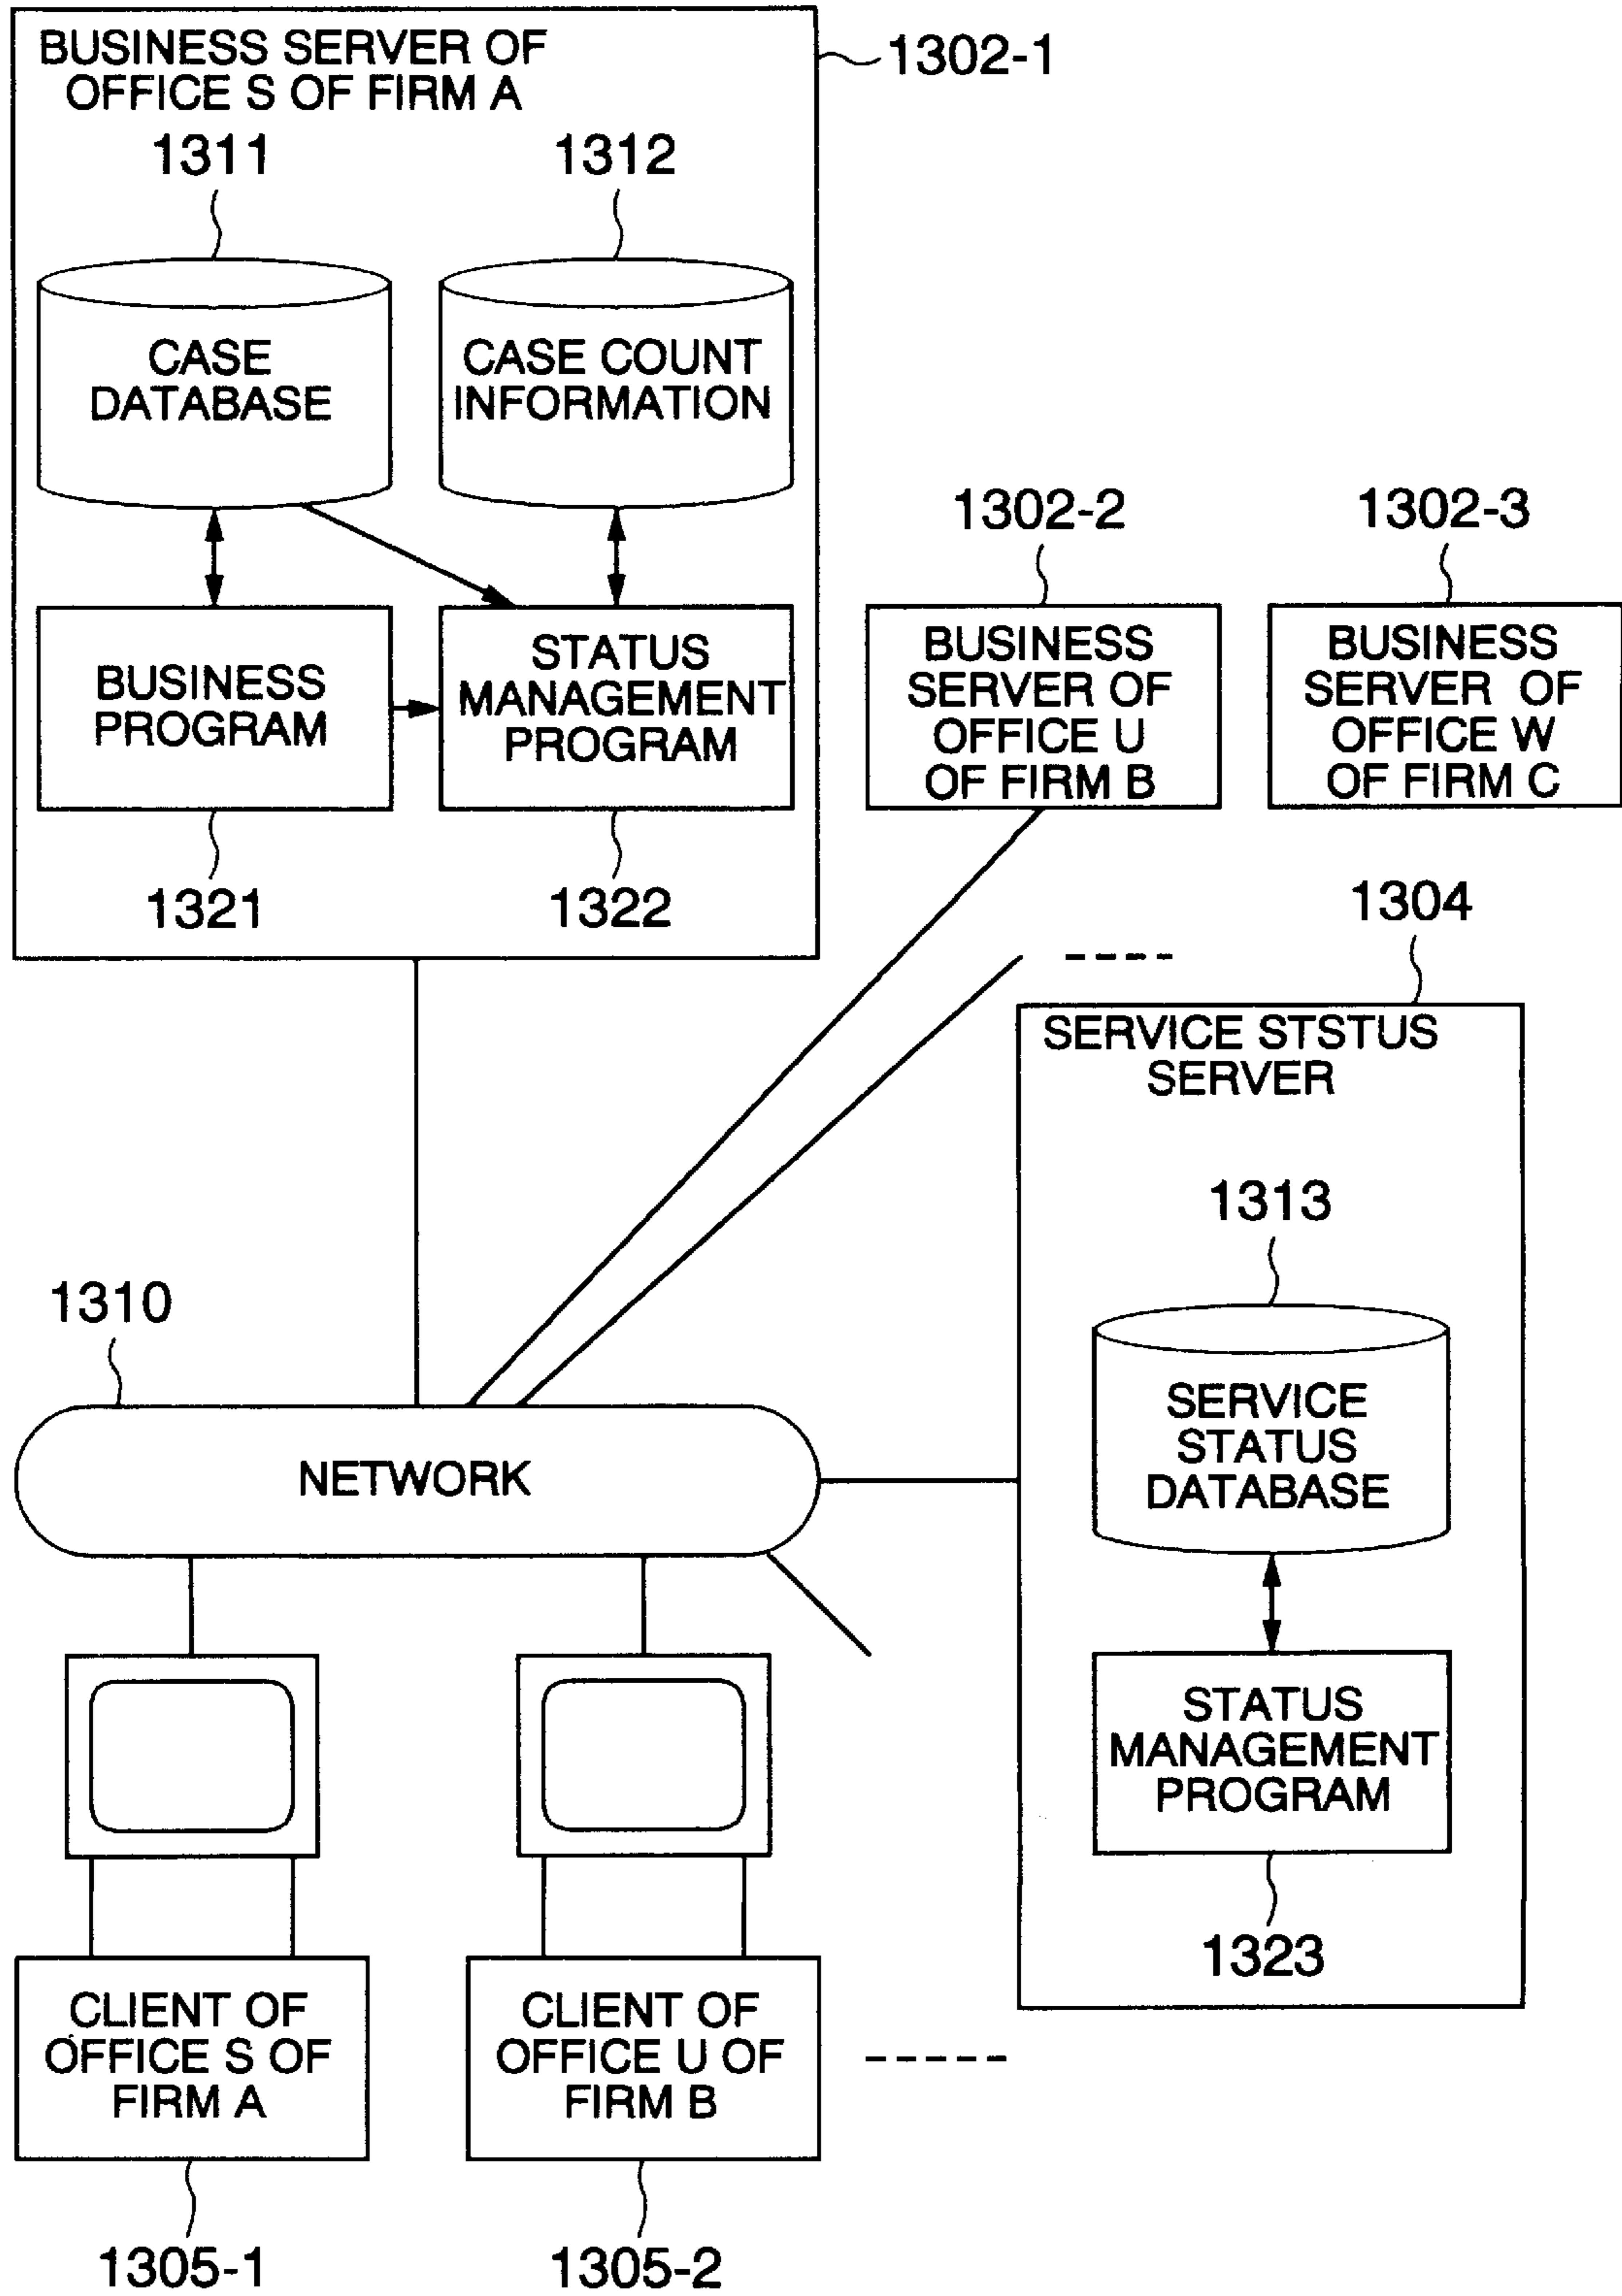 BUSINESS SERVER OF
OFFICE S OF FIRM A
1302-1
1311
1312
CASE
DATABASE
CASE COUNT
INFORMATION
BUSINESS
PROGRAM
STATUS
MANAGEMENT
PROGRAM
1321
1322
1302-2
1302-3
BUSINESS
SERVER OF
OFFICE U
OF FIRM B
BUSINESS
SERVER OF
OFFICE W
OF FIRM C
1304
SERVICE STSTUS
SERVER
1313
SERVICE
STATUS
DATABASE
STATUS
MANAGEMENT
PROGRAM
1323
1310
NETWORK
CLIENT OF
OFFICE S OF
FIRM A
CLIENT OF
OFFICE U OF
FIRM B
1305-1
1305-2